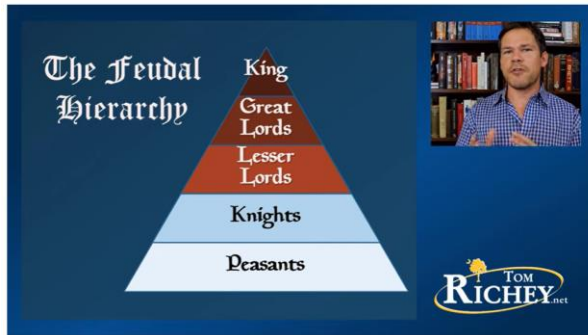 The Feudal
Hierarchy
King
Great
Lords
Lesser
Lords
Knights
Peasants
TOM
RICHEY.net